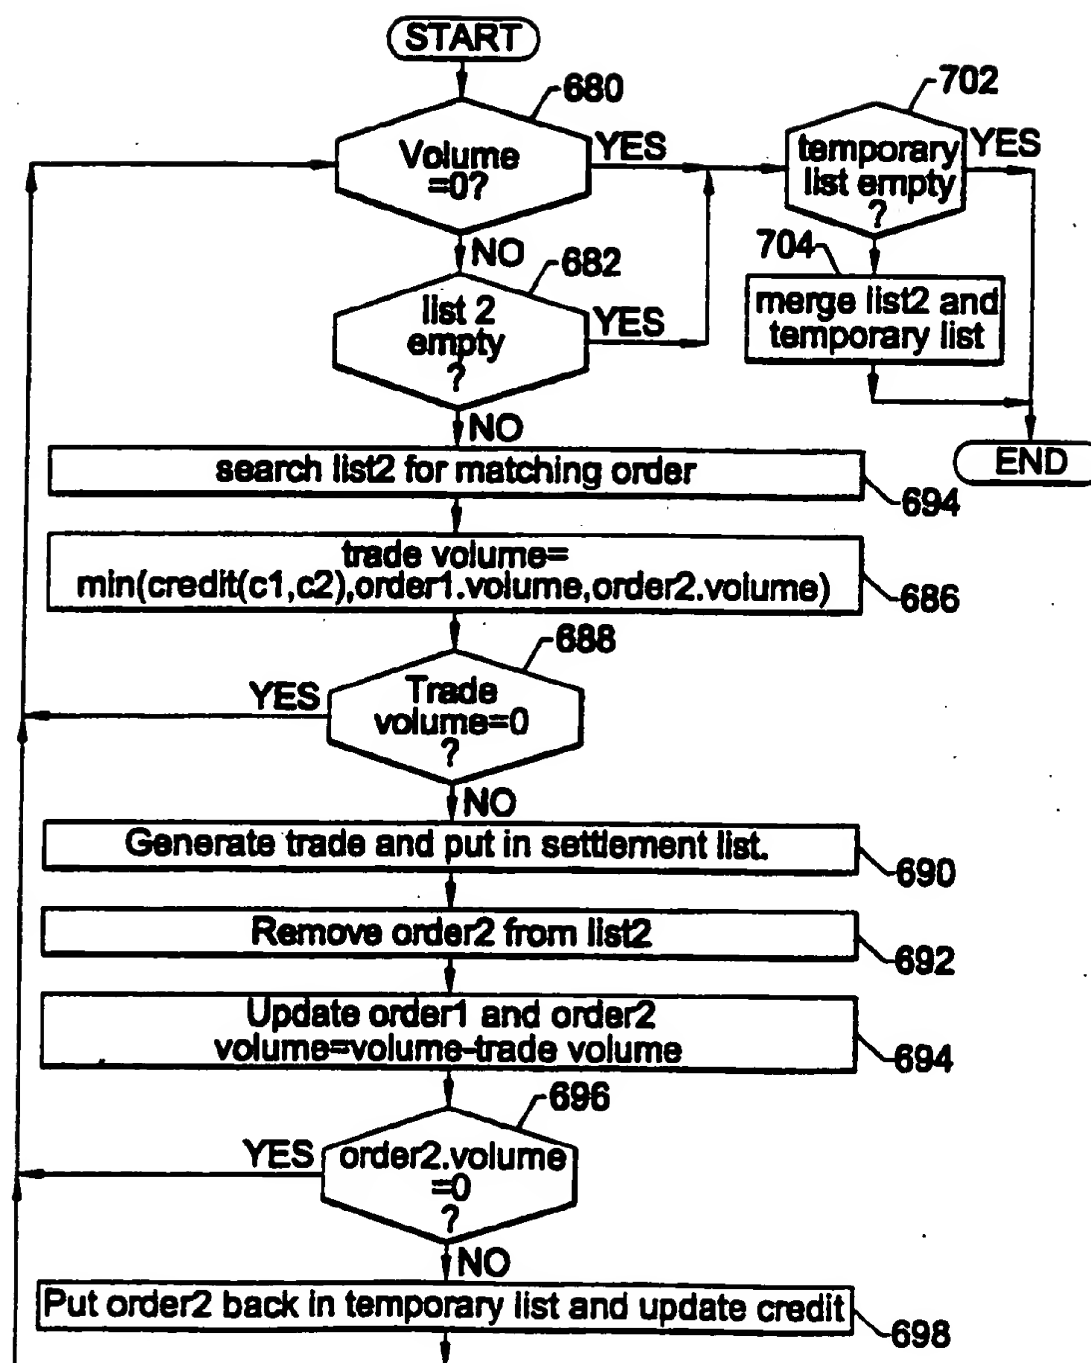 START
680
Volume
=0?
YES
702
temporary
list empty
?
YES
NO
682
list 2
empty
?
YES
704
merge list2 and
temporary list
NO
END
search list2 for matching order
694
trade volume=
min(credit(c1,c2),order1.volume,order2.volume)
686
688
Trade
volume=0
?
YES
NO
Generate trade and put in settlement list.
690
Remove order2 from list2
692
Update order1 and order2
volume=volume-trade volume
694
696
order2.volume
=0
?
YES
NO
Put order2 back in temporary list and update credit
698